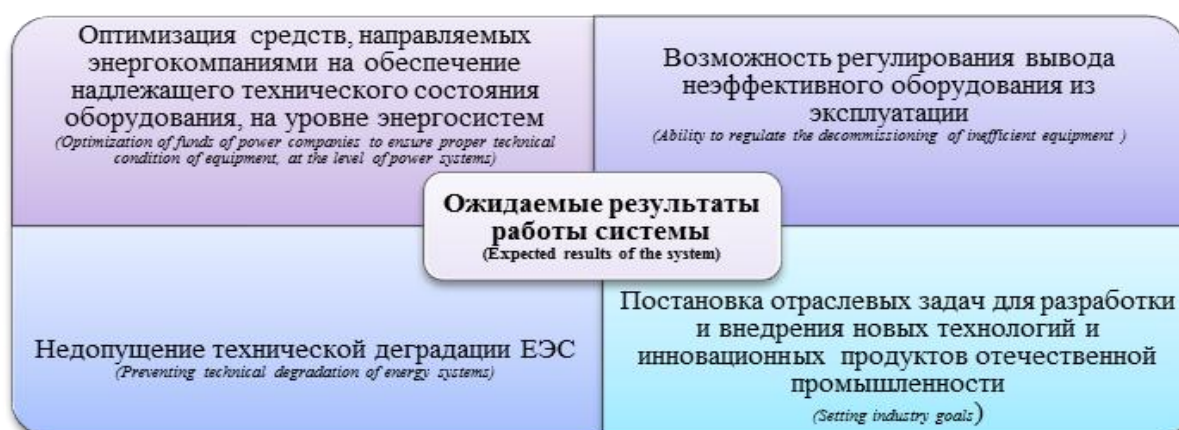 Оптимизация средств, направляемых
энергокомпаниями на обеспечение
надлежащего технического состояния
оборудования, на уровне энергосистем
(Optimization of funds of power companies to ensure proper technical
condition of equipment, at the level of power systems)
Возможность регулирования вывода
неэффективного оборудования из
эксплуатации
(Ability to regulate the decommissioning of inefficient equipment )
Ожидаемые результаты
работы системы
(Expected results of the system)
Недопущение технической деградации ЕЭС
(Preventing technical degradation of energy systems)
Постановка отраслевых задач для разработки
и внедрения новых технологий и
инновационных продуктов отечественной
промышленности
(Setting industry goals)